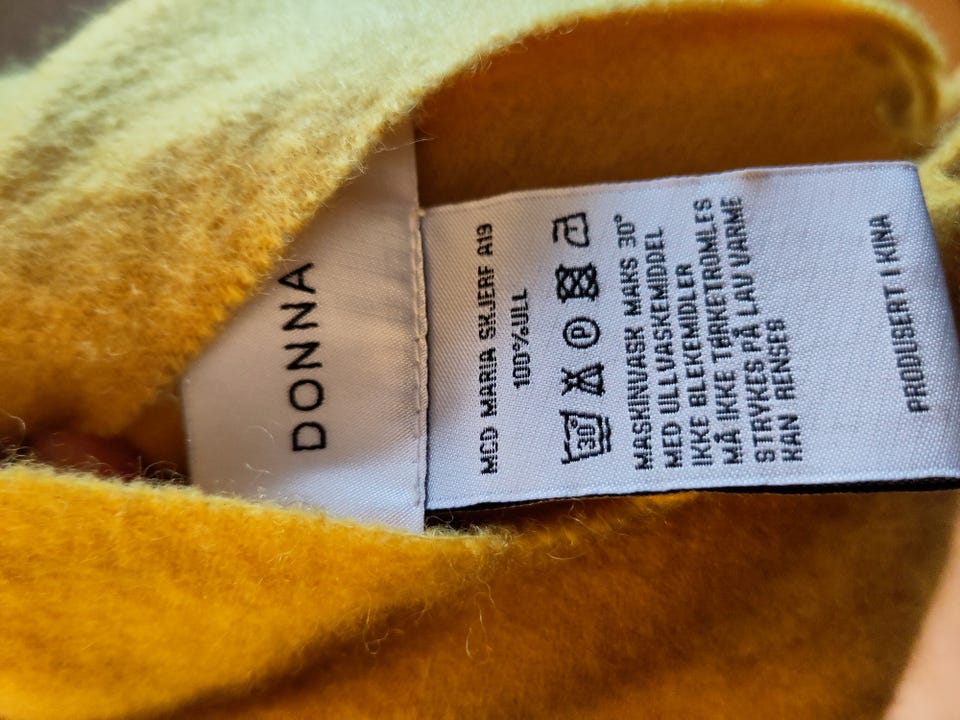 DONNA
MCD MARIA SKJERF A19
100% ULL
30°
P
MASKINVASK MAKS 30°
MED ULLVASKEMIDDEL
IKKE BLEKEMIDLER
MÅ IKKE TØRKETROMLES
STRYKES PÅ LAV VARME
KAN RENSES
PRODUSERT I KINA